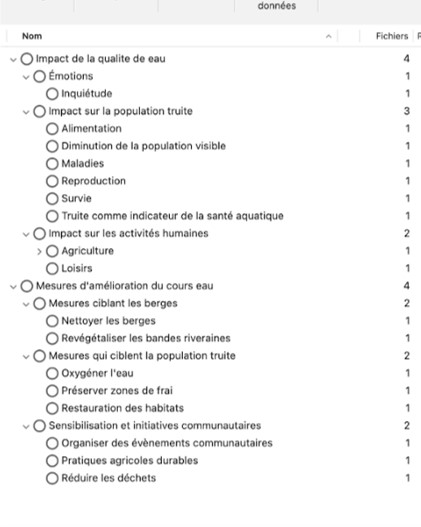 données
Nom Fichiers
Impact de la qualite de eau 4
Émotions 1
Inquiétude 1
Impact sur la population truite 3
Alimentation 1
Diminution de la population visible 1
Maladies 1
Reproduction 1
Survie 1
Truite comme indicateur de la santé aquatique 1
Impact sur les activités humaines 2
Agriculture 1
Loisirs 1
Mesures d'amélioration du cours eau 4
Mesures ciblant les berges 2
Nettoyer les berges 1
Revégétaliser les bandes riveraines 1
Mesures qui ciblent la population truite 2
Oxygéner l'eau 1
Préserver zones de frai 1
Restauration des habitats 1
Sensibilisation et initiatives communautaires 2
Organiser des évènements communautaires 1
Pratiques agricoles durables 1
Réduire les déchets 1